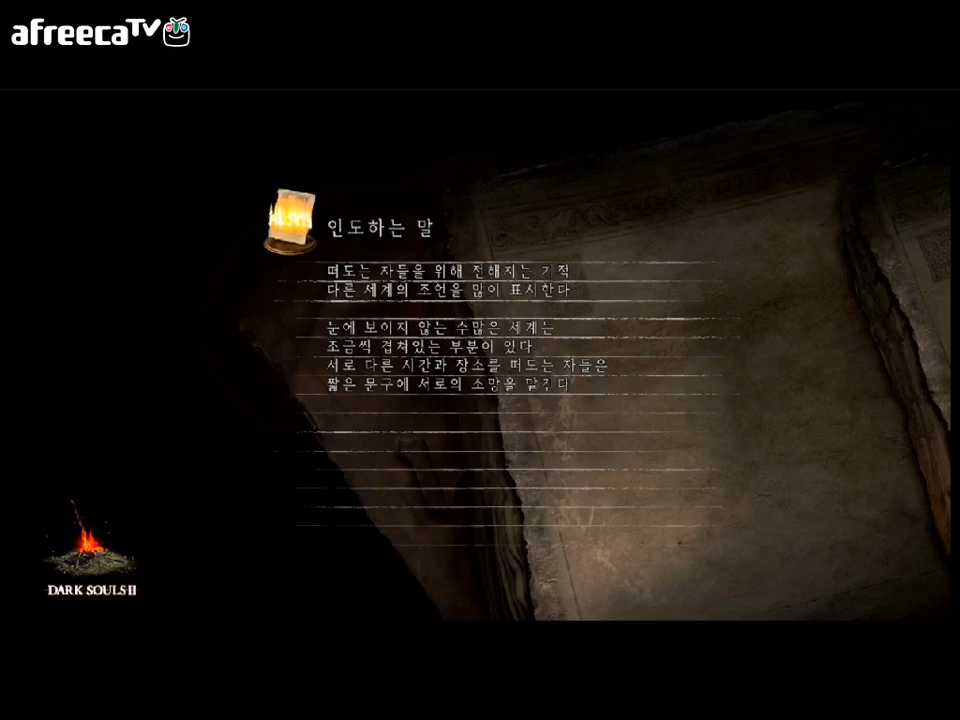 afreecaTV
인도하는 말
떠도는 자들을 위해 전해지는 기적
다른 세계의 조언을 많이 표시한다
눈에 보이지 않는 수많은 세계는
조금씩 겹쳐있는 부분이 있다
서로 다른 시간과 장소를 떠도는 자들은
짧은 문구에 서로의 소망을 맡긴다
DARK SOULS II